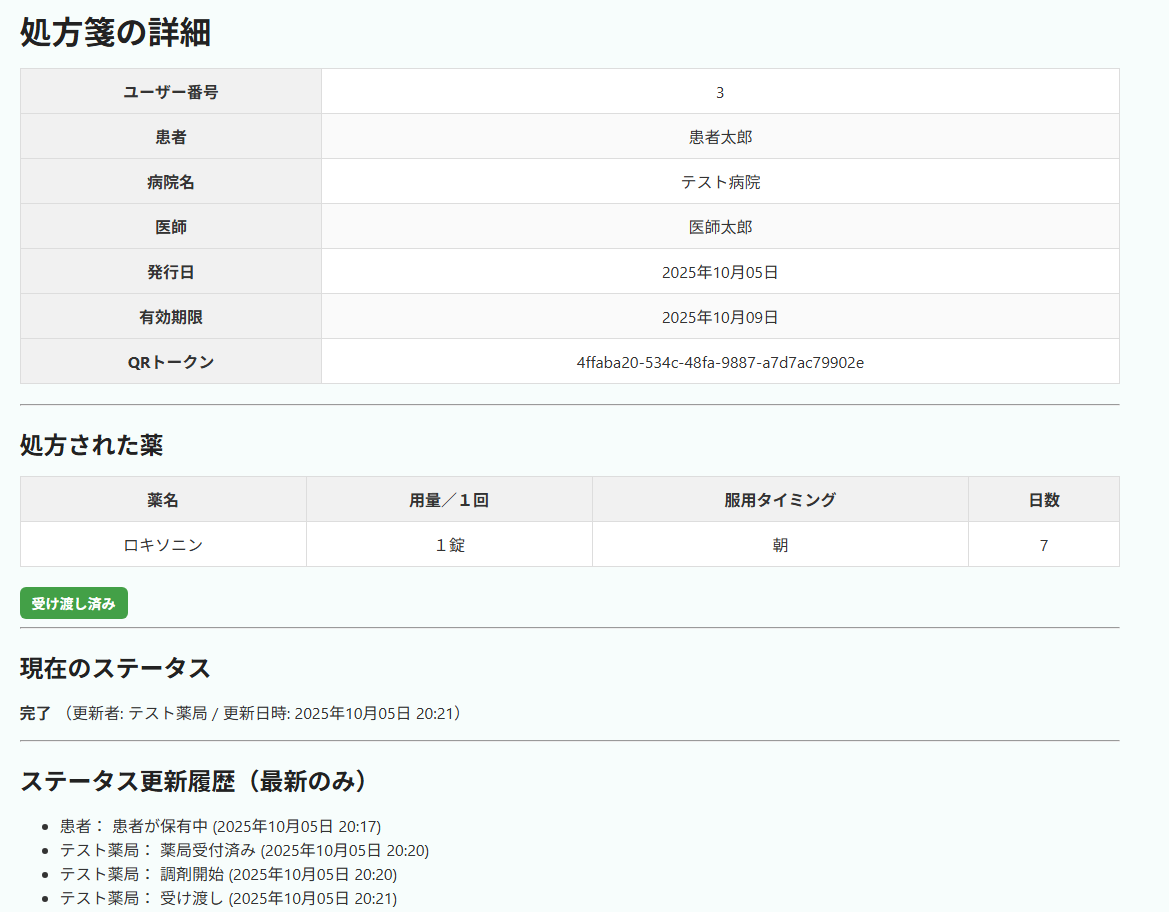 処方箋の詳細
ユーザー番号 3
患者 患者太郎
病院名 テスト病院
医師 医師太郎
発行日 2025年10月05日
有効期限 2025年10月09日
QRトークン 4ffaba20-534c-48fa-9887-a7d7ac79902e
処方された薬
薬名 用量／１回 服用タイミング 日数
ロキソニン １錠 朝 7
受け渡し済み
現在のステータス
完了 （更新者: テスト薬局 / 更新日時: 2025年10月05日 20:21）
ステータス更新履歴（最新のみ）
患者： 患者が保有中 (2025年10月05日 20:17)
テスト薬局： 薬局受付済み (2025年10月05日 20:20)
テスト薬局： 調剤開始 (2025年10月05日 20:20)
テスト薬局： 受け渡し (2025年10月05日 20:21)